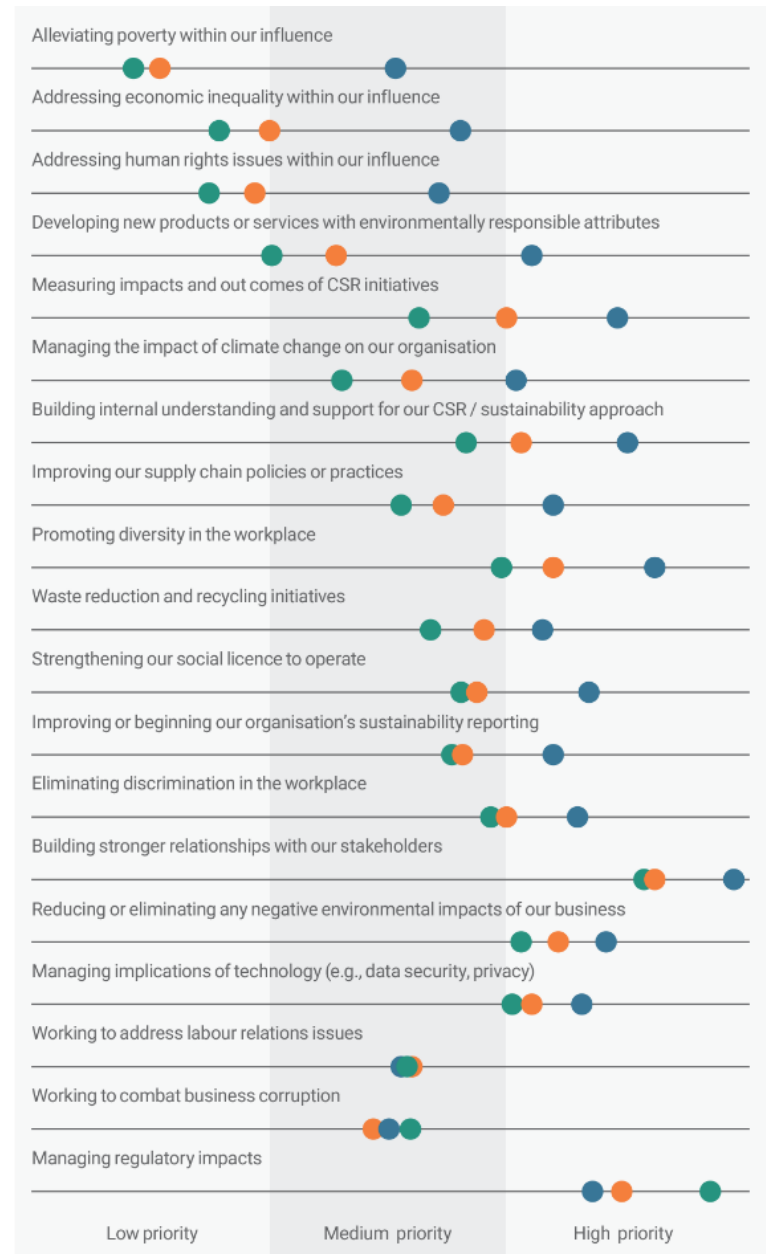 Alleviating poverty within our influence
Addressing economic inequality within our influence
Addressing human rights issues within our influence
Developing new products or services with environmentally responsible attributes
Measuring impacts and out comes of CSR initiatives
Managing the impact of climate change on our organisation
Building internal understanding and support for our CSR / sustainability approach
Improving our supply chain policies or practices
Promoting diversity in the workplace
Waste reduction and recycling initiatives
Strengthening our social licence to operate
Improving or beginning our organisation’s sustainability reporting
Eliminating discrimination in the workplace
Building stronger relationships with our stakeholders
Reducing or eliminating any negative environmental impacts of our business
Managing implications of technology (e.g., data security, privacy)
Working to address labour relations issues
Working to combat business corruption
Managing regulatory impacts
Low priority Medium priority High priority